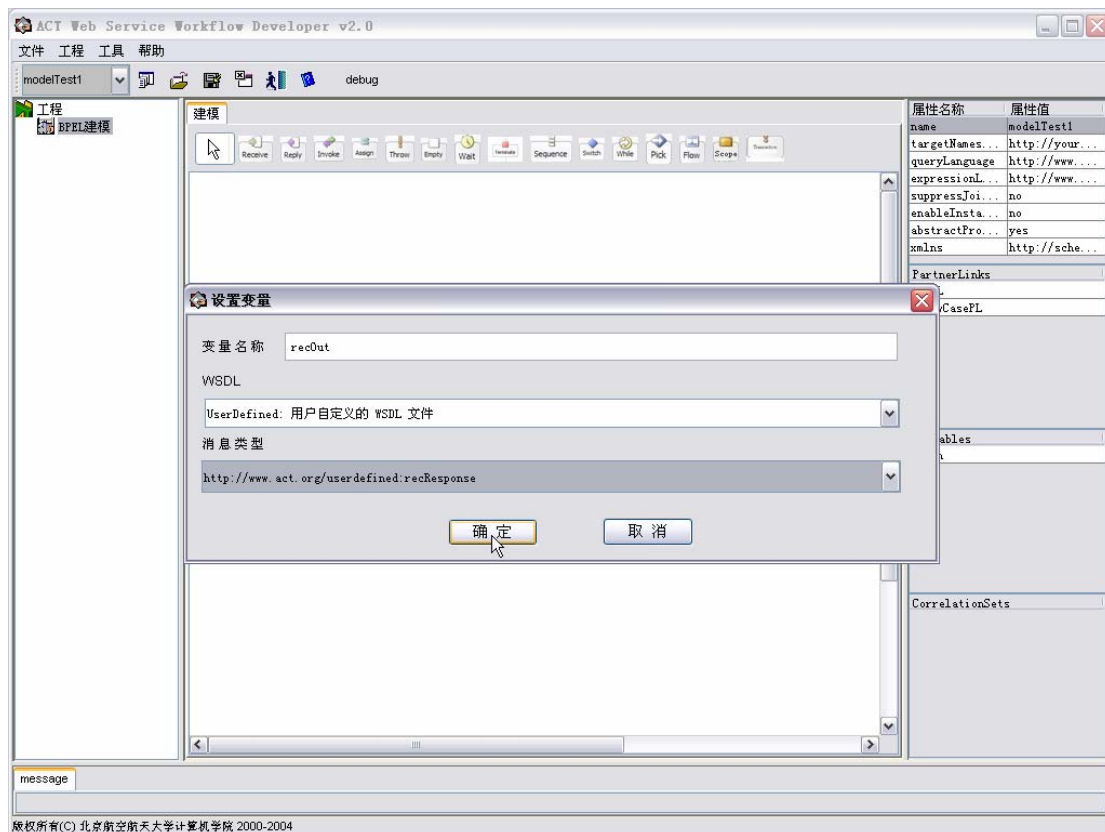 ACT Web Service Workflow Developer v2.0
文件 工程 工具 帮助
modelTest1 debug
工程
BPEL建模
建模
Receive Reply Invoke Assign Throw Empty Wait Terminate Sequence Switch While Pick Flow Scope
属性名称 属性值
name modelTest1
targetNames... http://your...
queryLanguage http://www....
expressionL... http://www....
suppressJoi... no
enableInsta... no
abstractPro... yes
xmlns http://sche...
PartnerLinks
L
yCasePL
设置变量
变量名称 recOut
WSDL
UserDefined: 用户自定义的 WSDL 文件
消息类型
http://www.act.org/userdefined:recResponse
确定 取消
ables
CorrelationSets
message
版权所有(C) 北京航空航天大学计算机学院 2000-2004